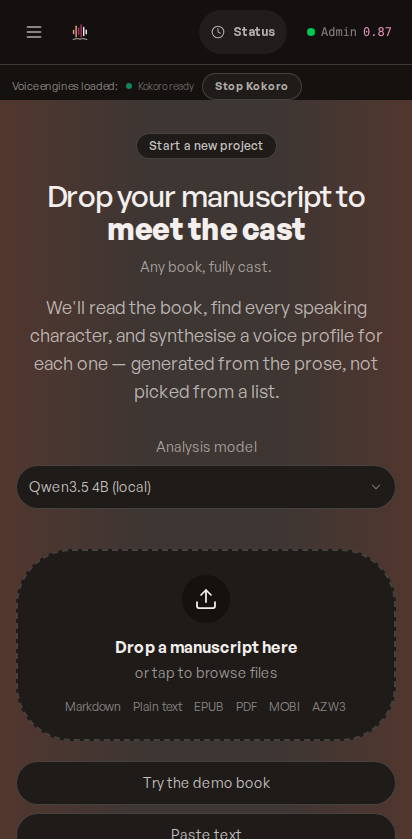 Status
Admin 0.87
Voice engines loaded: Kokoro ready Stop Kokoro
Start a new project
Drop your manuscript to
meet the cast
Any book, fully cast.
We'll read the book, find every speaking
character, and synthesise a voice profile for
each one — generated from the prose, not
picked from a list.
Analysis model
Qwen3.5 4B (local)
Drop a manuscript here
or tap to browse files
Markdown Plain text EPUB PDF MOBI AZW3
Try the demo book
Paste text